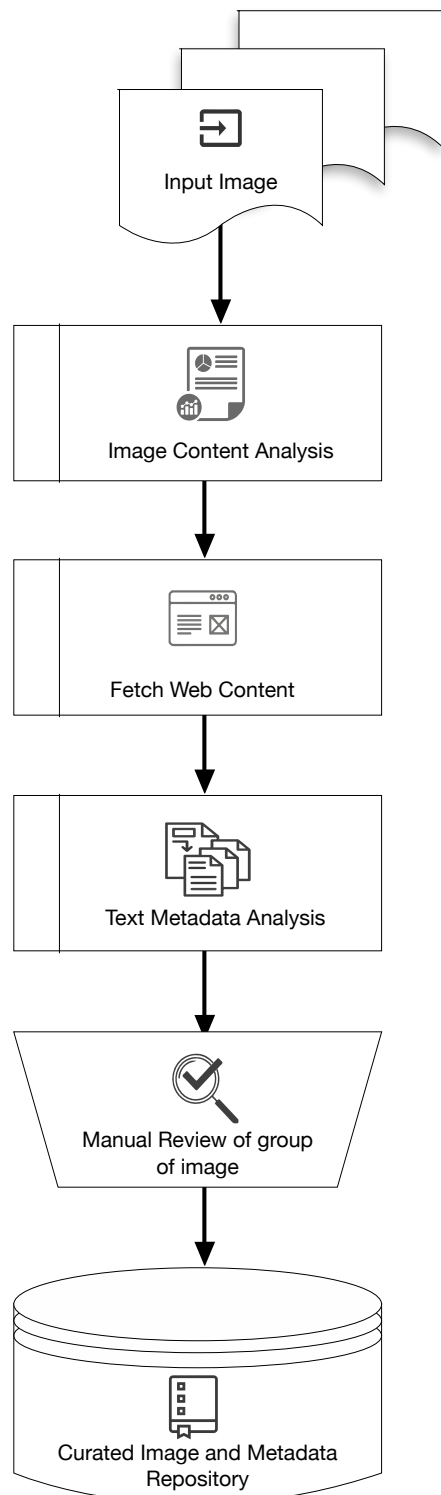 Input Image
Image Content Analysis
Fetch Web Content
Text Metadata Analysis
Manual Review of group
of image
Curated Image and Metadata
Repository